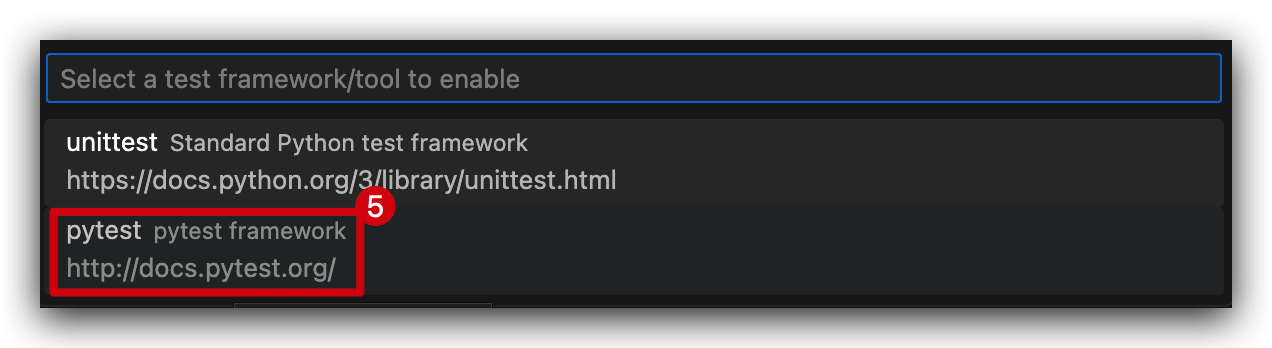 Select a test framework/tool to enable
unittest Standard Python test framework
https://docs.python.org/3/library/unittest.html
5
pytest pytest framework
http://docs.pytest.org/